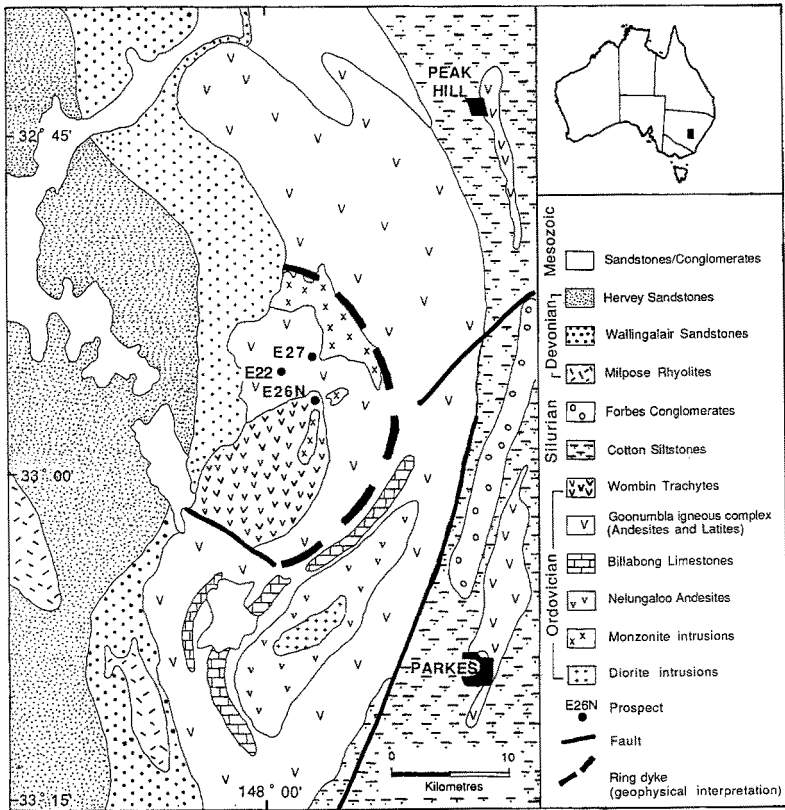 PEAK
HILL
32° 45'
E27
E22
E26N
33° 00'
PARKES
0
10
Kilometres
33° 15'
148° 00'
Mesozoic
Devonian
Silurian
Ordovician
Sandstones/Conglomerates
Hervey Sandstones
Wallingalair Sandstones
Milpose Rhyolites
Forbes Conglomerates
Cotton Siltstones
Wombin Trachytes
Goonumbla igneous complex
(Andesites and Latites)
Billabong Limestones
Nelungaloo Andesites
Monzonite intrusions
Diorite intrusions
E26N
Prospect
Fault
Ring dyke
(geophysical interpretation)